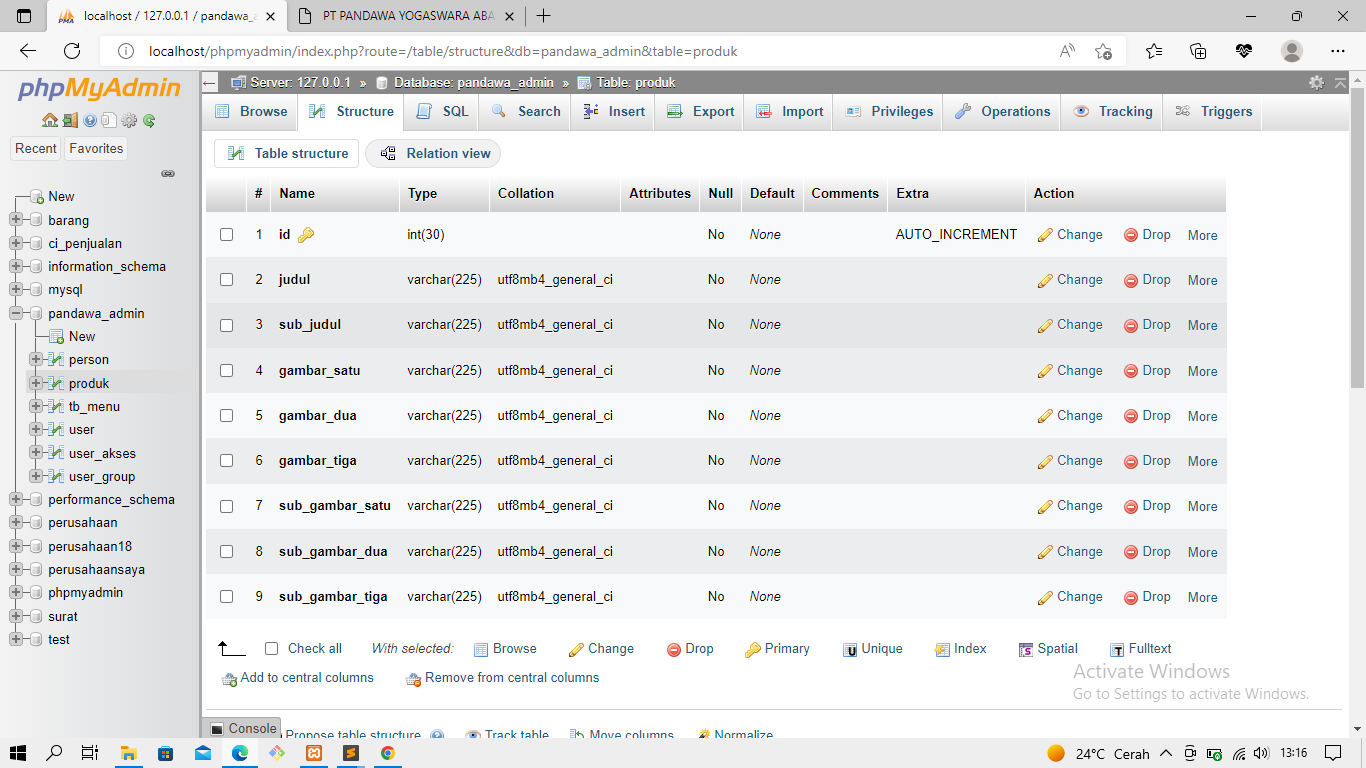 localhost / 127.0.0.1 / pandawa_a
PT PANDAWA YOGASWARA ABA
localhost/phpmyadmin/index.php?route=/table/structure&db=pandawa_admin&table=produk
phpMyAdmin
Recent Favorites
New
barang
ci_penjualan
information_schema
mysql
pandawa_admin
New
person
produk
tb_menu
user
user_akses
user_group
performance_schema
perusahaan
perusahaan18
perusahaansaya
phpmyadmin
surat
test
Server: 127.0.0.1 » Database: pandawa_admin » Table: produk
Browse Structure SQL Search Insert Export Import Privileges Operations Tracking Triggers
Table structure Relation view
# Name Type Collation Attributes Null Default Comments Extra Action
1 id int(30) No None AUTO_INCREMENT Change Drop More
2 judul varchar(225) utf8mb4_general_ci No None Change Drop More
3 sub_judul varchar(225) utf8mb4_general_ci No None Change Drop More
4 gambar_satu varchar(225) utf8mb4_general_ci No None Change Drop More
5 gambar_dua varchar(225) utf8mb4_general_ci No None Change Drop More
6 gambar_tiga varchar(225) utf8mb4_general_ci No None Change Drop More
7 sub_gambar_satu varchar(225) utf8mb4_general_ci No None Change Drop More
8 sub_gambar_dua varchar(225) utf8mb4_general_ci No None Change Drop More
9 sub_gambar_tiga varchar(225) utf8mb4_general_ci No None Change Drop More
Check all With selected: Browse Change Drop Primary Unique Index Spatial Fulltext
Add to central columns Remove from central columns
Activate Windows
Go to Settings to activate Windows.
Console
Propose table structure Track table Move columns Normalize
24°C Cerah 13:16